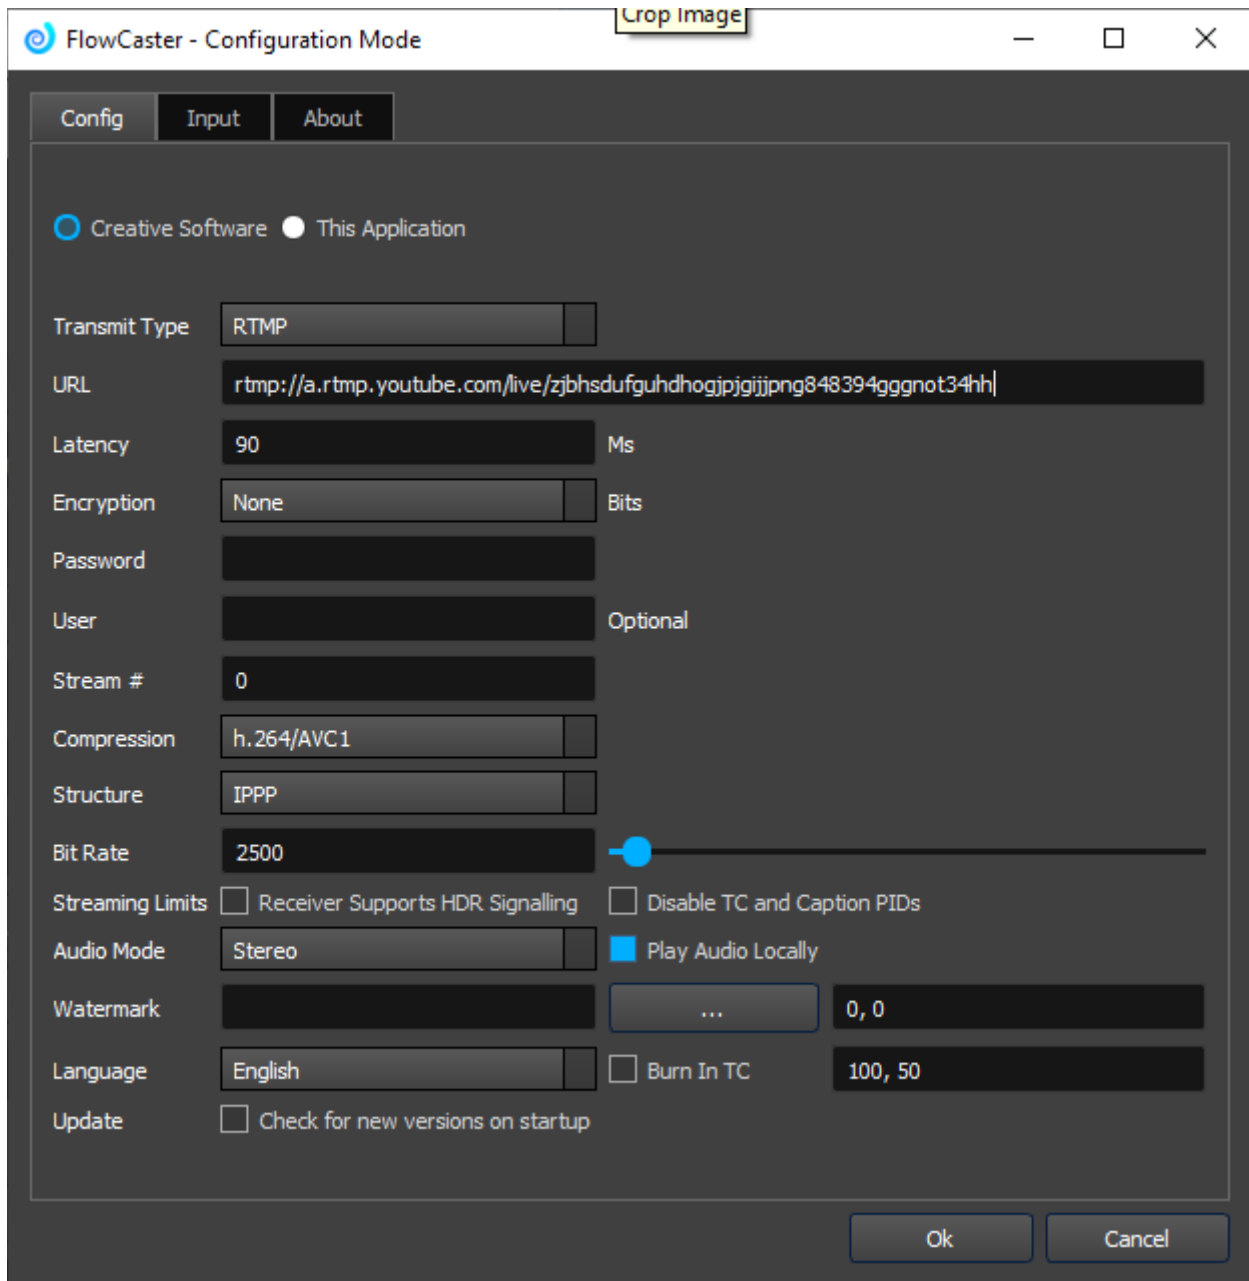 Crop Image
FlowCaster - Configuration Mode
Config Input About
Creative Software This Application
Transmit Type RTMP
URL rtmp://a.rtmp.youtube.com/live/zjbhsdufguhdhogjpjgijjpng848394gggnot34hh
Latency 90 Ms
Encryption None Bits
Password
User Optional
Stream # 0
Compression h.264/AVC1
Structure IPPP
Bit Rate 2500
Streaming Limits Receiver Supports HDR Signalling Disable TC and Caption PIDs
Audio Mode Stereo Play Audio Locally
Watermark ... 0, 0
Language English Burn In TC 100, 50
Update Check for new versions on startup
Ok Cancel